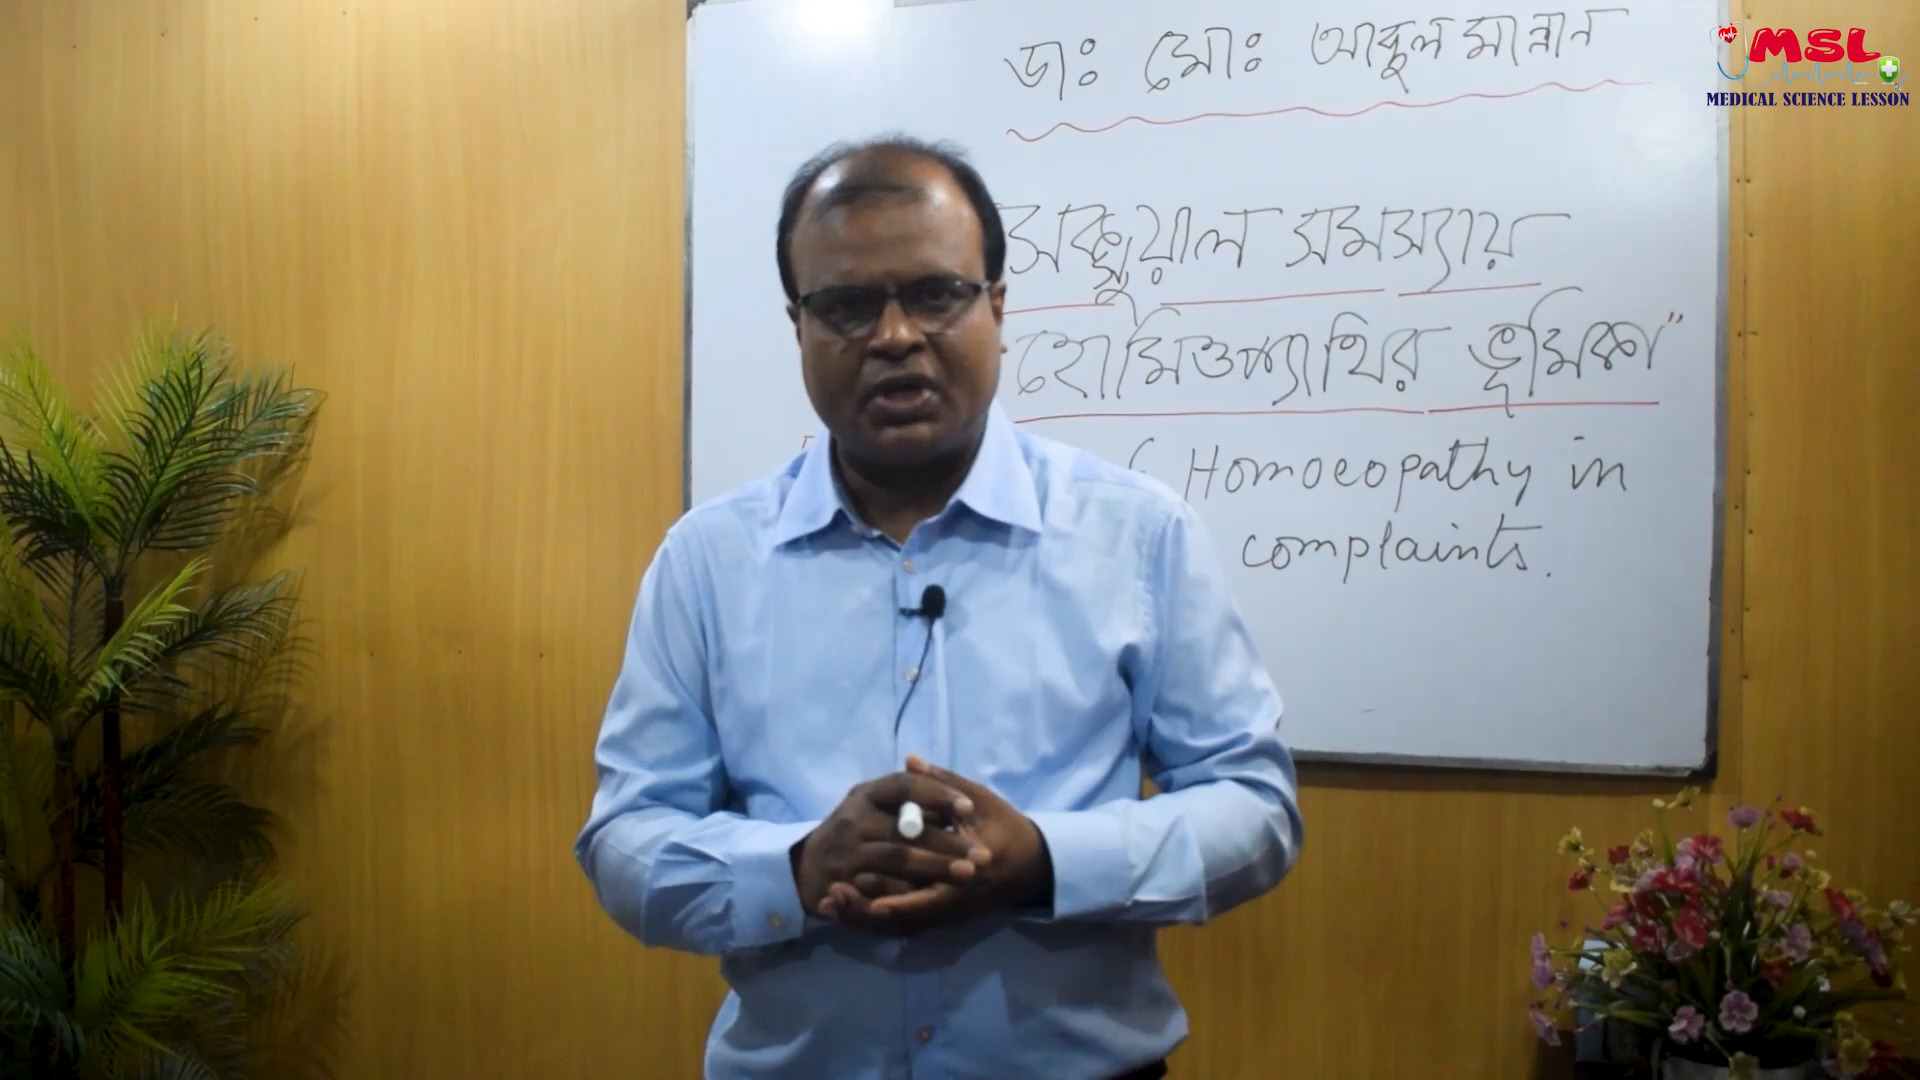 ডাঃ মোঃ আব্দুল মান্নান
MSL
MEDICAL SCIENCE LESSON
সেক্সুয়াল সমস্যায়
হোমিওপ্যাথির ভূমিকা"
Homoeopathy in
complaints.